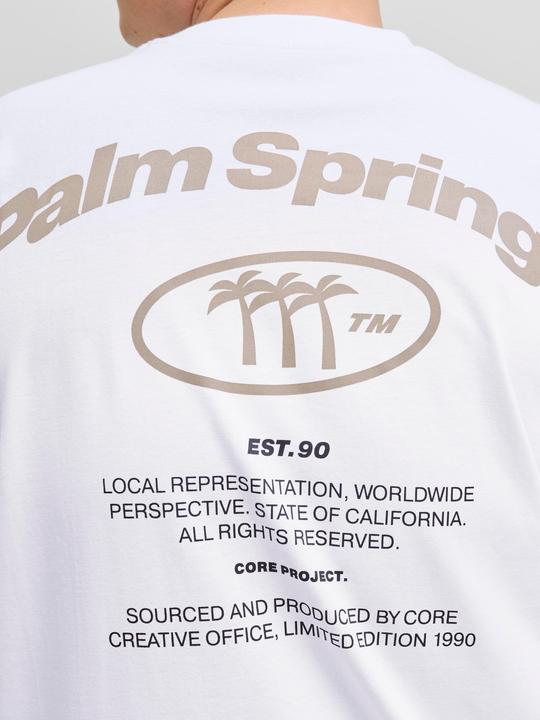 Palm Spring
TM
EST.90
LOCAL REPRESENTATION, WORLDWIDE
PERSPECTIVE. STATE OF CALIFORNIA.
ALL RIGHTS RESERVED.
CORE PROJECT.
SOURCED AND PRODUCED BY CORE
CREATIVE OFFICE, LIMITED EDITION 1990